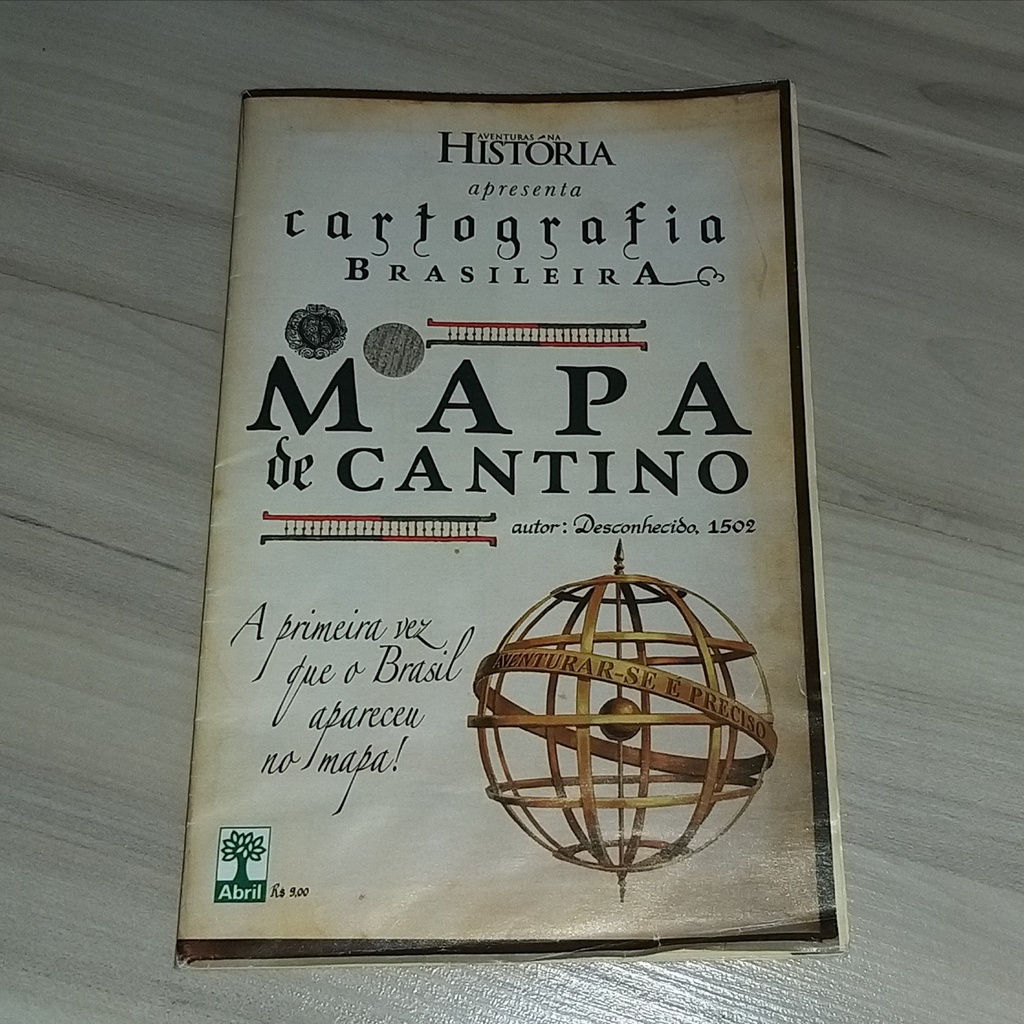 AVENTURAS NA
HISTÓRIA
apresenta
cartografia
BRASILEIRA
MAPA
de CANTINO
autor: Desconhecido, 1502
A primeira vez
que o Brasil
apareceu
no mapa!
AVENTURAR-SE É PRECISO
Abril
R$ 9,00